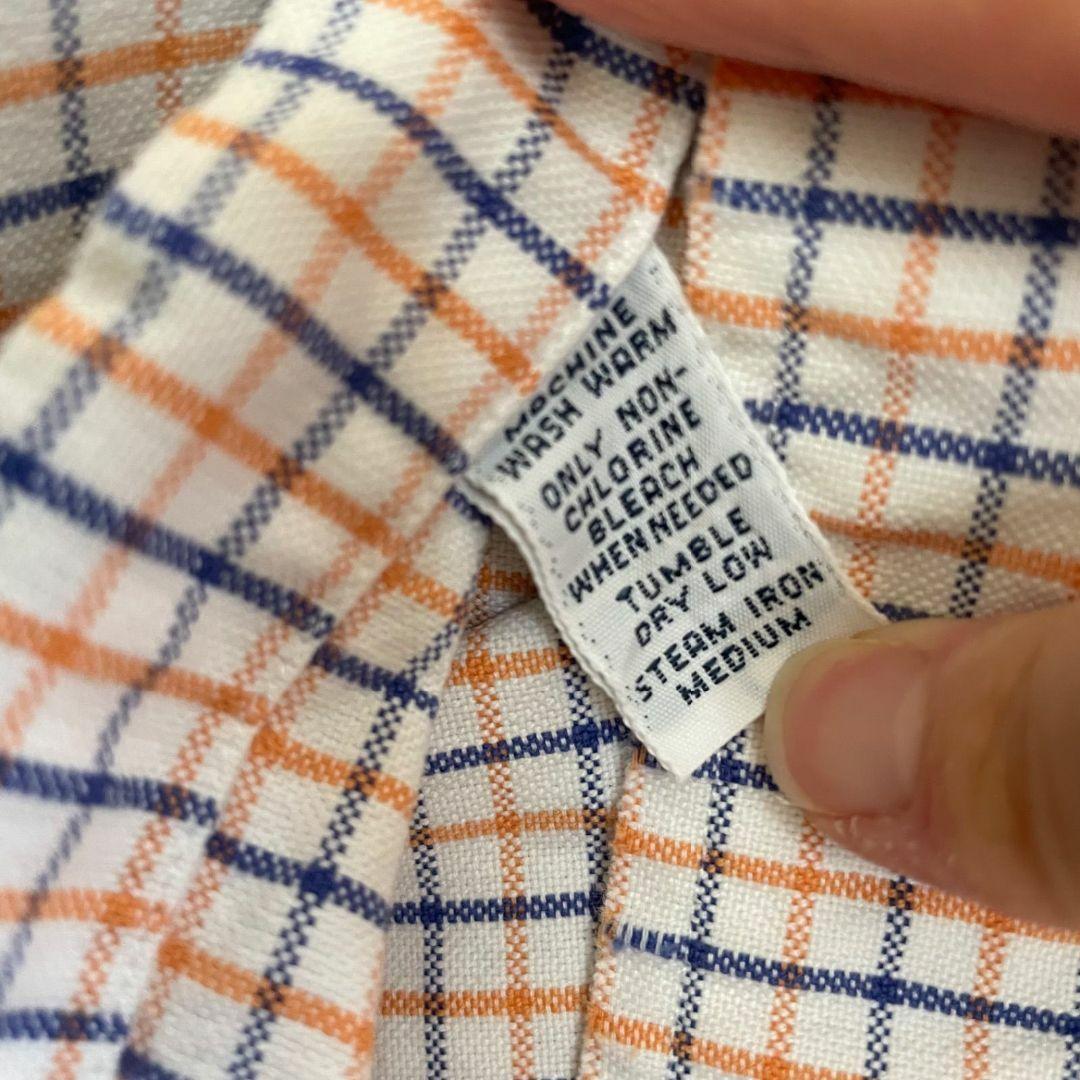 MACHINE
WASH WARM
ONLY NON-
CHLORINE
BLEACH
WHEN NEEDED
TUMBLE
DRY LOW
STEAM IRON
MEDIUM